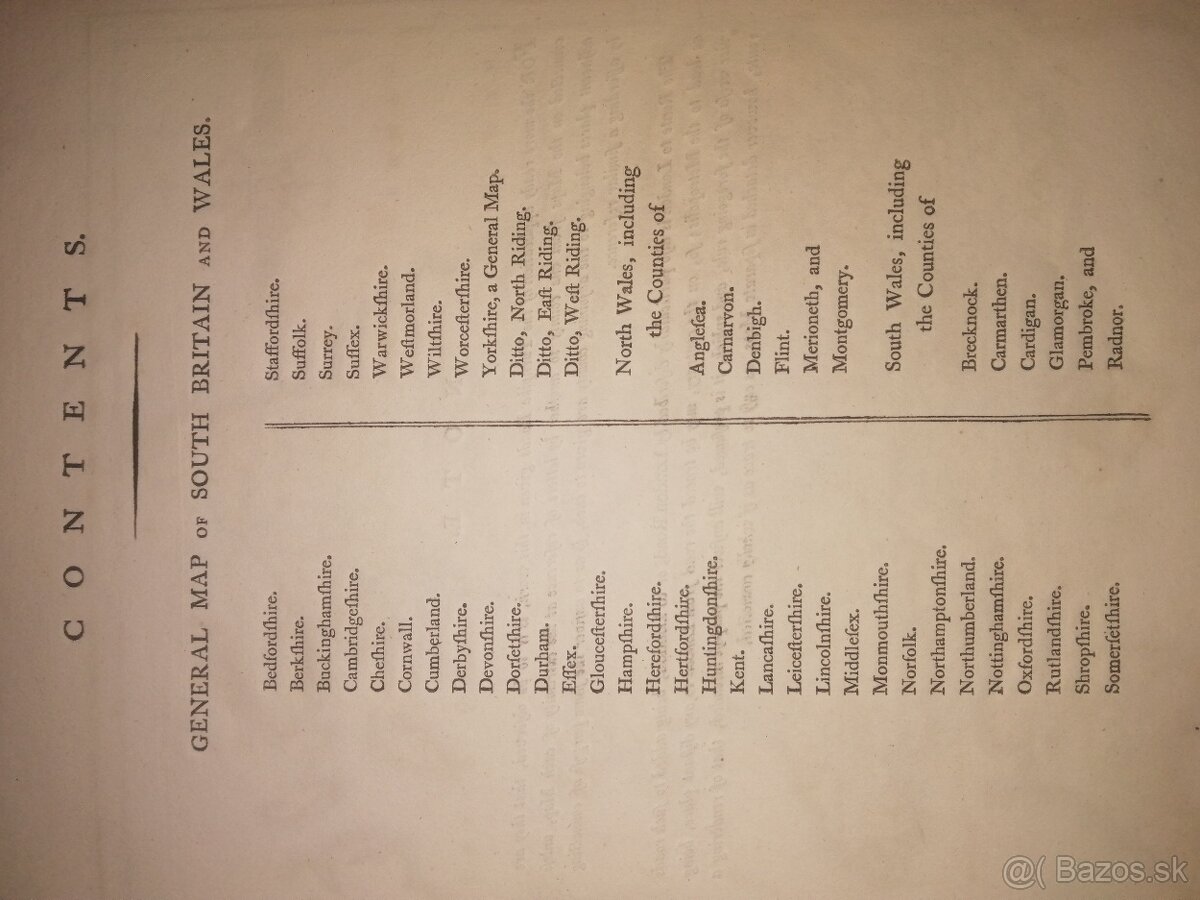 CONTENTS.
GENERAL MAP OF SOUTH BRITAIN AND WALES.
Bedfordſhire.
Berkſhire.
Buckinghamſhire.
Cambridgeſhire.
Cheſhire.
Cornwall.
Cumberland.
Derbyſhire.
Devonſhire.
Dorſetſhire.
Durham.
Eſſex.
Glouceſterſhire.
Hampſhire.
Herefordſhire.
Hertfordſhire.
Huntingdonſhire.
Kent.
Lancaſhire.
Leiceſterſhire.
Lincolnſhire.
Middleſex.
Monmouthſhire.
Norfolk.
Northamptonſhire.
Northumberland.
Nottinghamſhire.
Oxfordſhire.
Rutlandſhire.
Shropſhire.
Somerſetſhire.
Staffordſhire.
Suffolk.
Surrey.
Suſſex.
Warwickſhire.
Weſtmorland.
Wiltſhire.
Worceſterſhire.
Yorkſhire, a General Map.
Ditto, North Riding.
Ditto, Eaſt Riding.
Ditto, Weſt Riding.
North Wales, including
the Counties of
Angleſea.
Carnarvon.
Denbigh.
Flint.
Merioneth, and
Montgomery.
South Wales, including
the Counties of
Brecknock.
Carmarthen.
Cardigan.
Glamorgan.
Pembroke, and
Radnor.
@( Bazos.sk